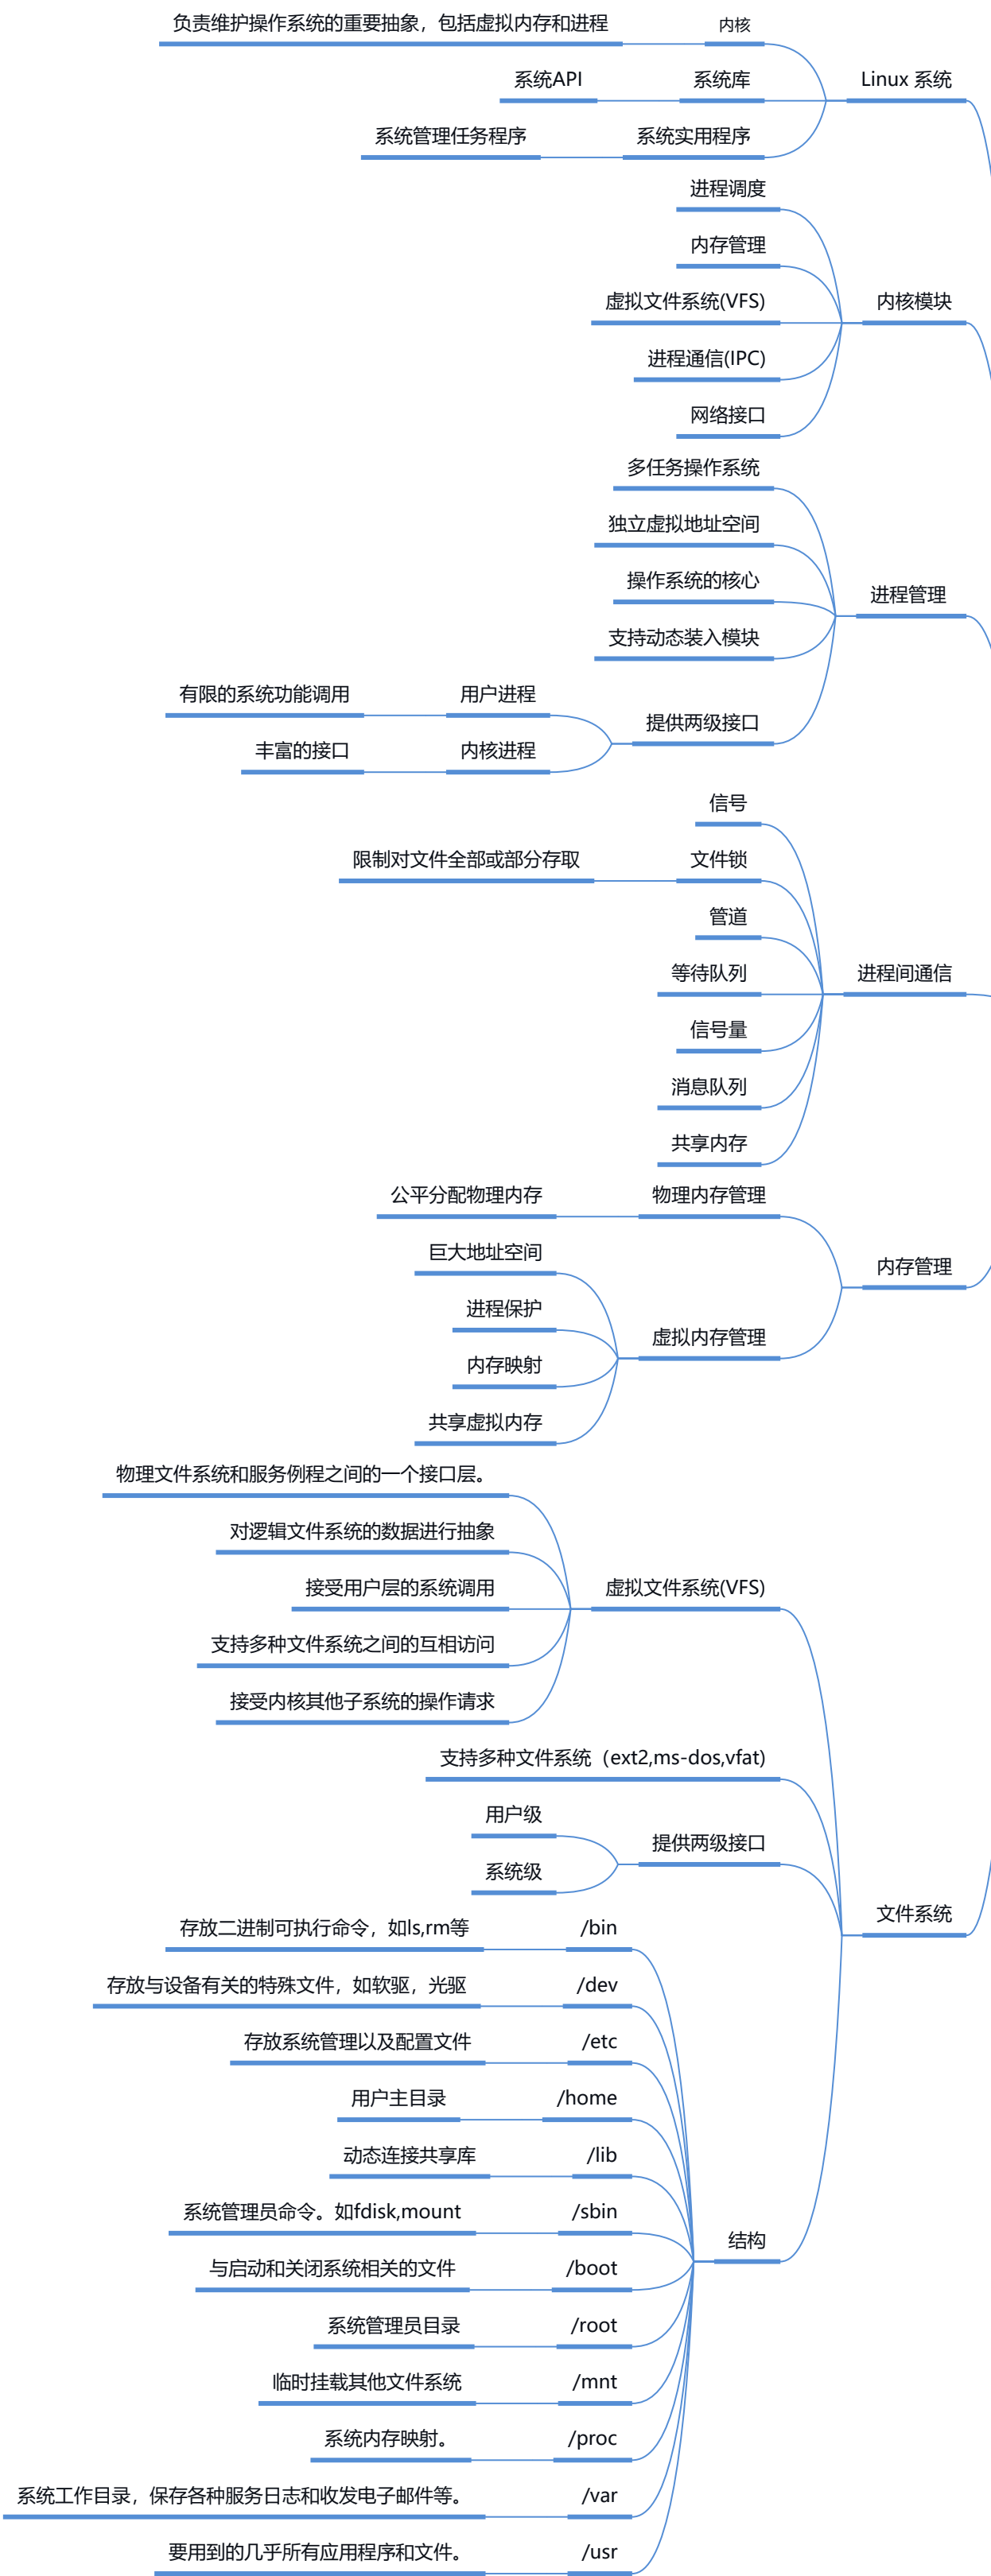 负责维护操作系统的重要抽象，包括虚拟内存和进程
内核
系统API
系统库
Linux 系统
系统管理任务程序
系统实用程序
进程调度
内存管理
虚拟文件系统(VFS)
内核模块
进程通信(IPC)
网络接口
多任务操作系统
独立虚拟地址空间
操作系统的核心
进程管理
支持动态装入模块
有限的系统功能调用
用户进程
提供两级接口
丰富的接口
内核进程
信号
限制对文件全部或部分存取
文件锁
管道
等待队列
进程间通信
信号量
消息队列
共享内存
公平分配物理内存
物理内存管理
巨大地址空间
内存管理
进程保护
虚拟内存管理
内存映射
共享虚拟内存
物理文件系统和服务例程之间的一个接口层。
对逻辑文件系统的数据进行抽象
接受用户层的系统调用
虚拟文件系统(VFS)
支持多种文件系统之间的互相访问
接受内核其他子系统的操作请求
支持多种文件系统（ext2,ms-dos,vfat)
用户级
提供两级接口
系统级
文件系统
存放二进制可执行命令，如ls,rm等
/bin
存放与设备有关的特殊文件，如软驱，光驱
/dev
存放系统管理以及配置文件
/etc
用户主目录
/home
动态连接共享库
/lib
系统管理员命令。如fdisk,mount
/sbin
结构
与启动和关闭系统相关的文件
/boot
系统管理员目录
/root
临时挂载其他文件系统
/mnt
系统内存映射。
/proc
系统工作目录，保存各种服务日志和收发电子邮件等。
/var
要用到的几乎所有应用程序和文件。
/usr